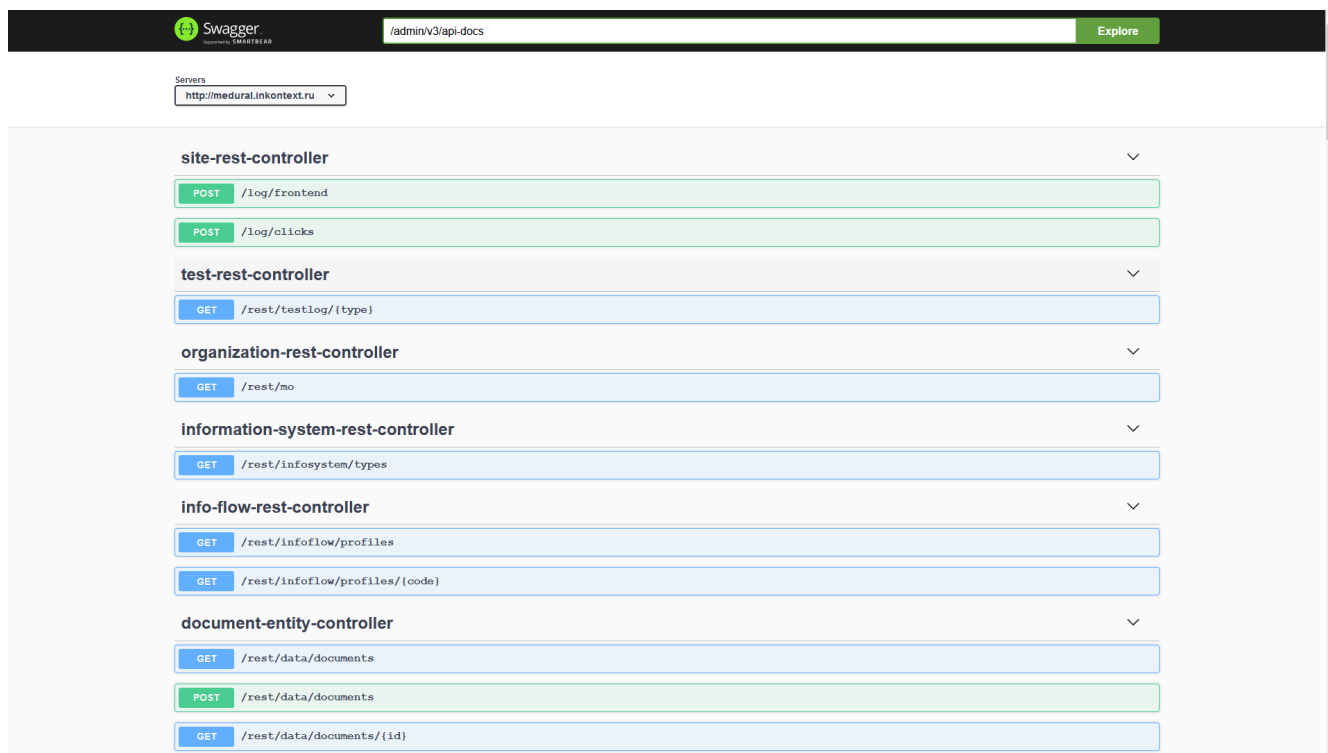 Swagger.
Supported by SMARTBEAR
/admin/v3/api-docs
Explore
Servers
http://medural.inkontext.ru
site-rest-controller
POST /log/frontend
POST /log/clicks
test-rest-controller
GET /rest/testlog/{type}
organization-rest-controller
GET /rest/mo
information-system-rest-controller
GET /rest/infosystem/types
info-flow-rest-controller
GET /rest/infoflow/profiles
GET /rest/infoflow/profiles/{code}
document-entity-controller
GET /rest/data/documents
POST /rest/data/documents
GET /rest/data/documents/{id}